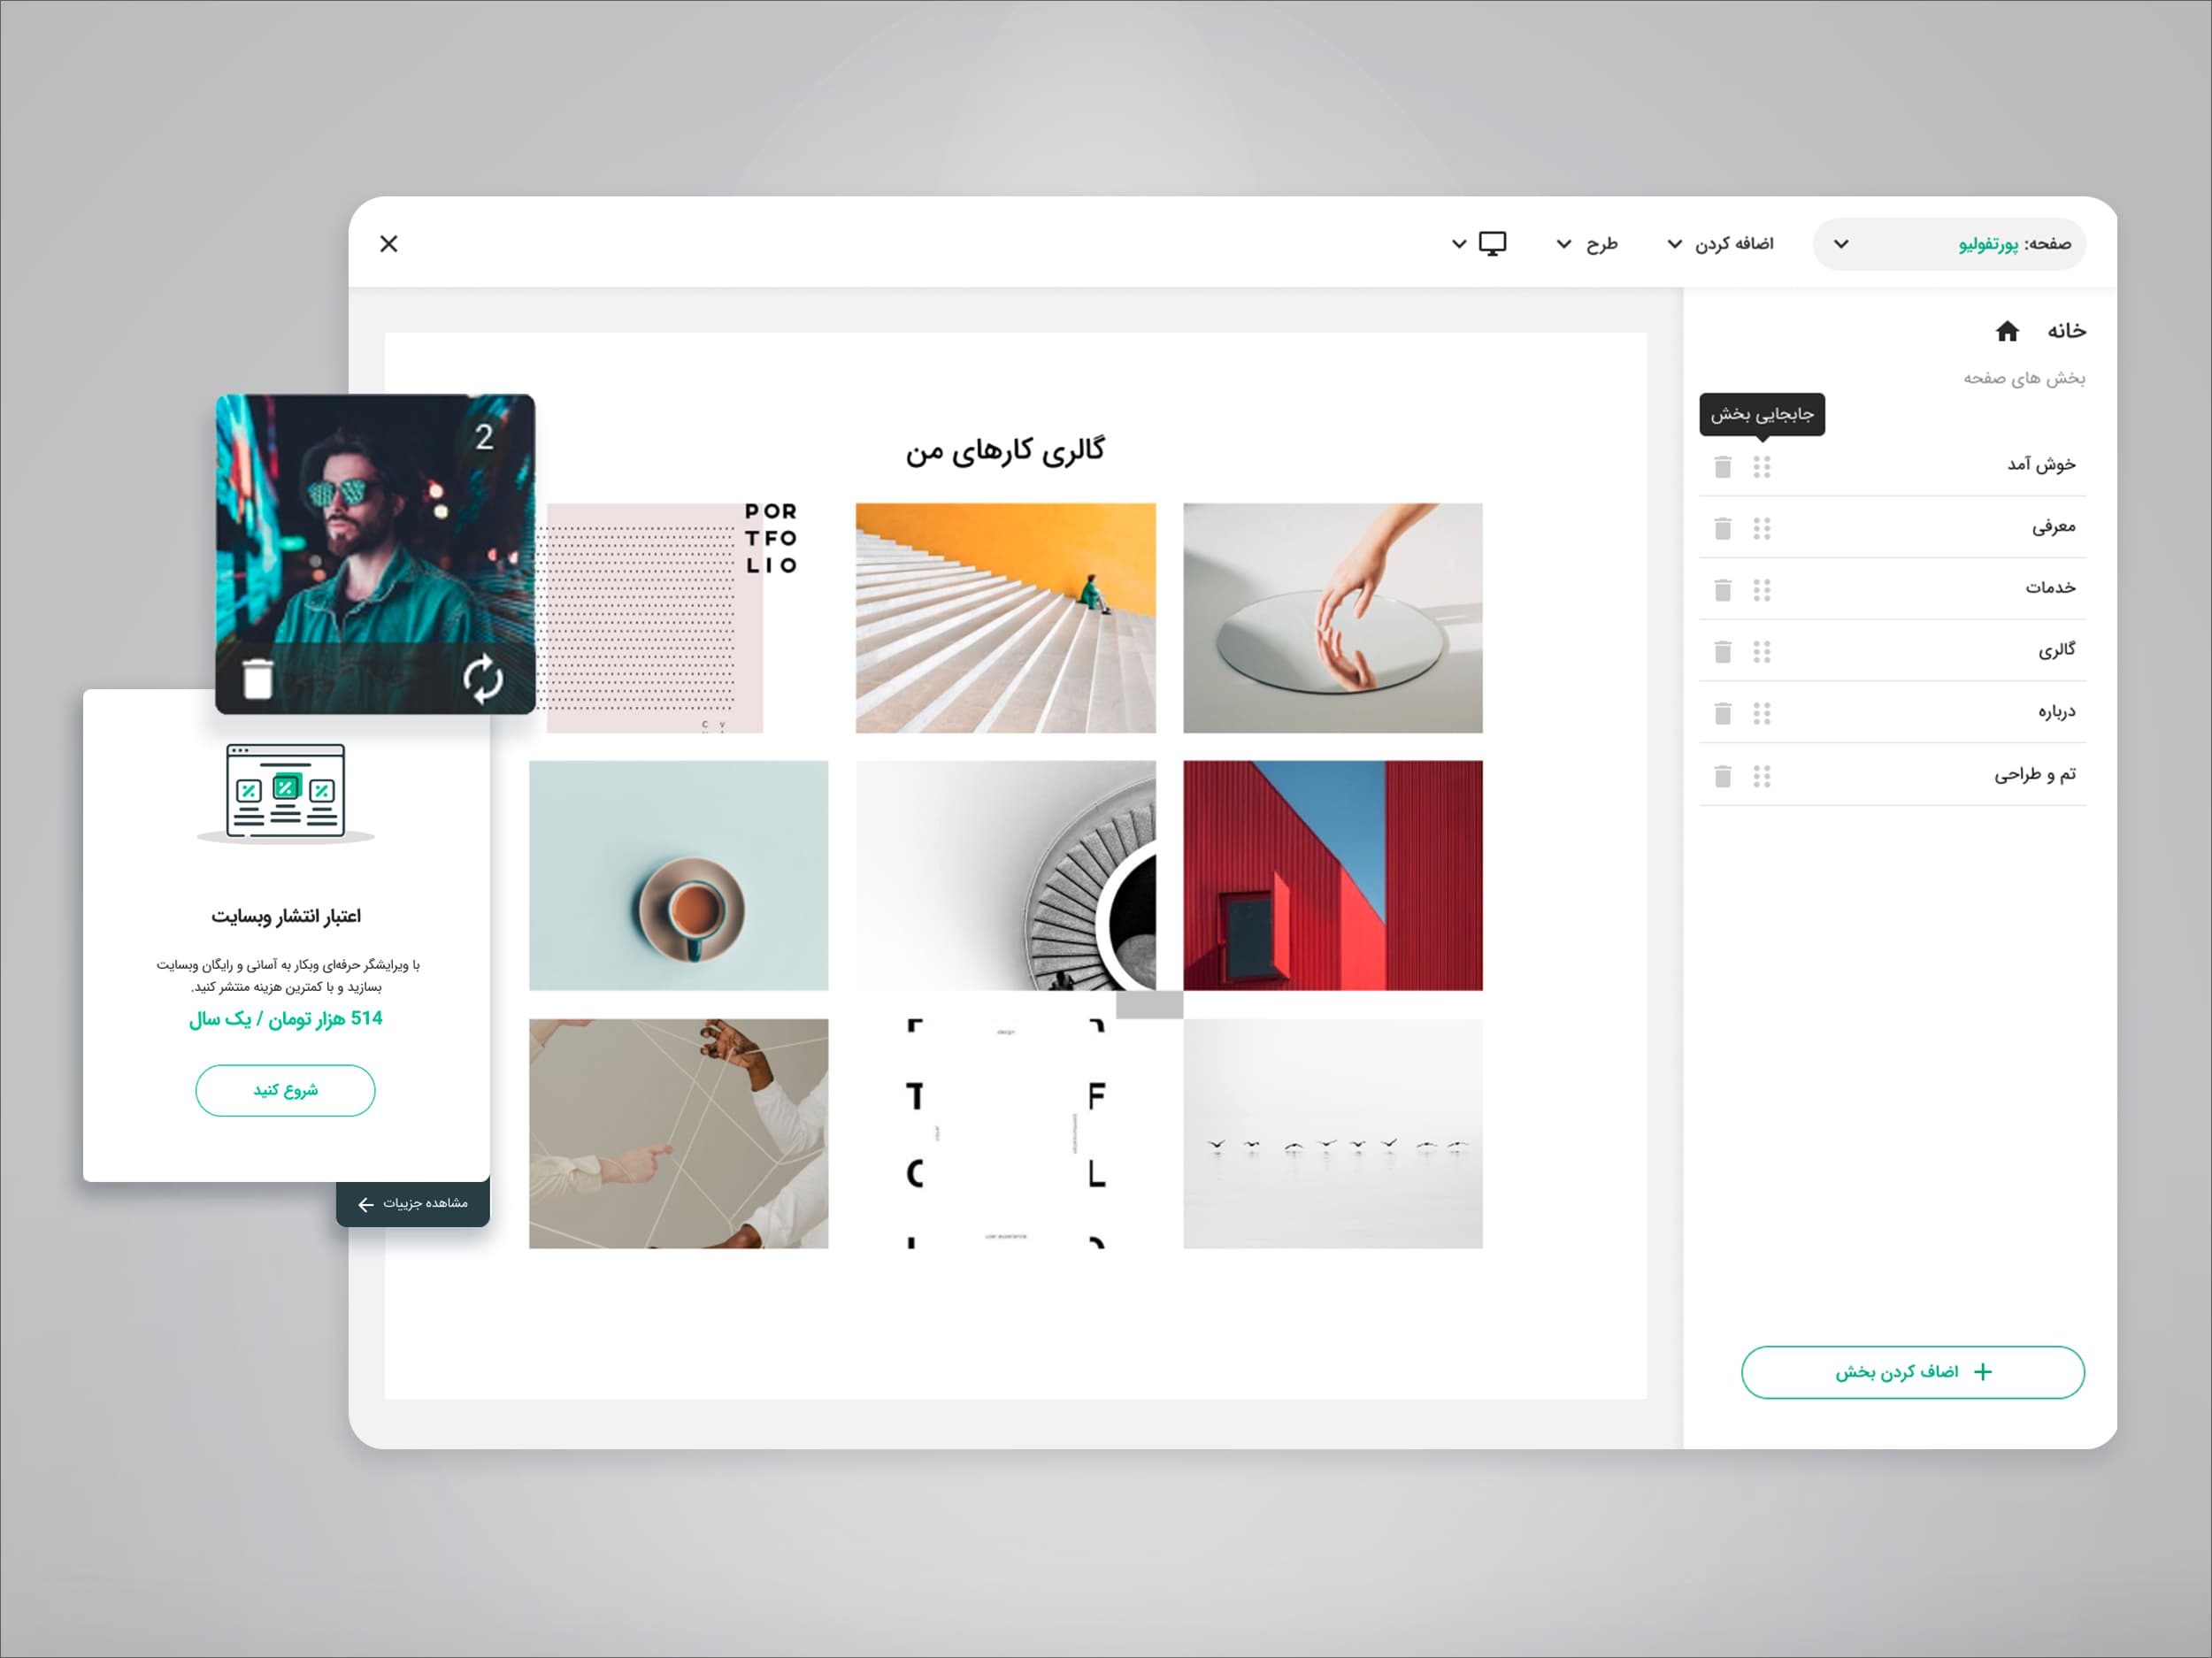 صفحه: پورتفولیو
اضافه کردن
طرح
خانه
بخش های صفحه
جابجایی بخش
خوش آمد
معرفی
خدمات
گالری
درباره
تم و طراحی
اضاف کردن بخش
گالری کارهای من
POR
TFO
LIO
C V
T F
L
2
اعتبار انتشار وبسایت
با ویرایشگر حرفه‌ای وبکار به آسانی و رایگان وبسایت
بسازید و با کمترین هزینه منتشر کنید.
514 هزار تومان / یک سال
شروع کنید
مشاهده جزییات